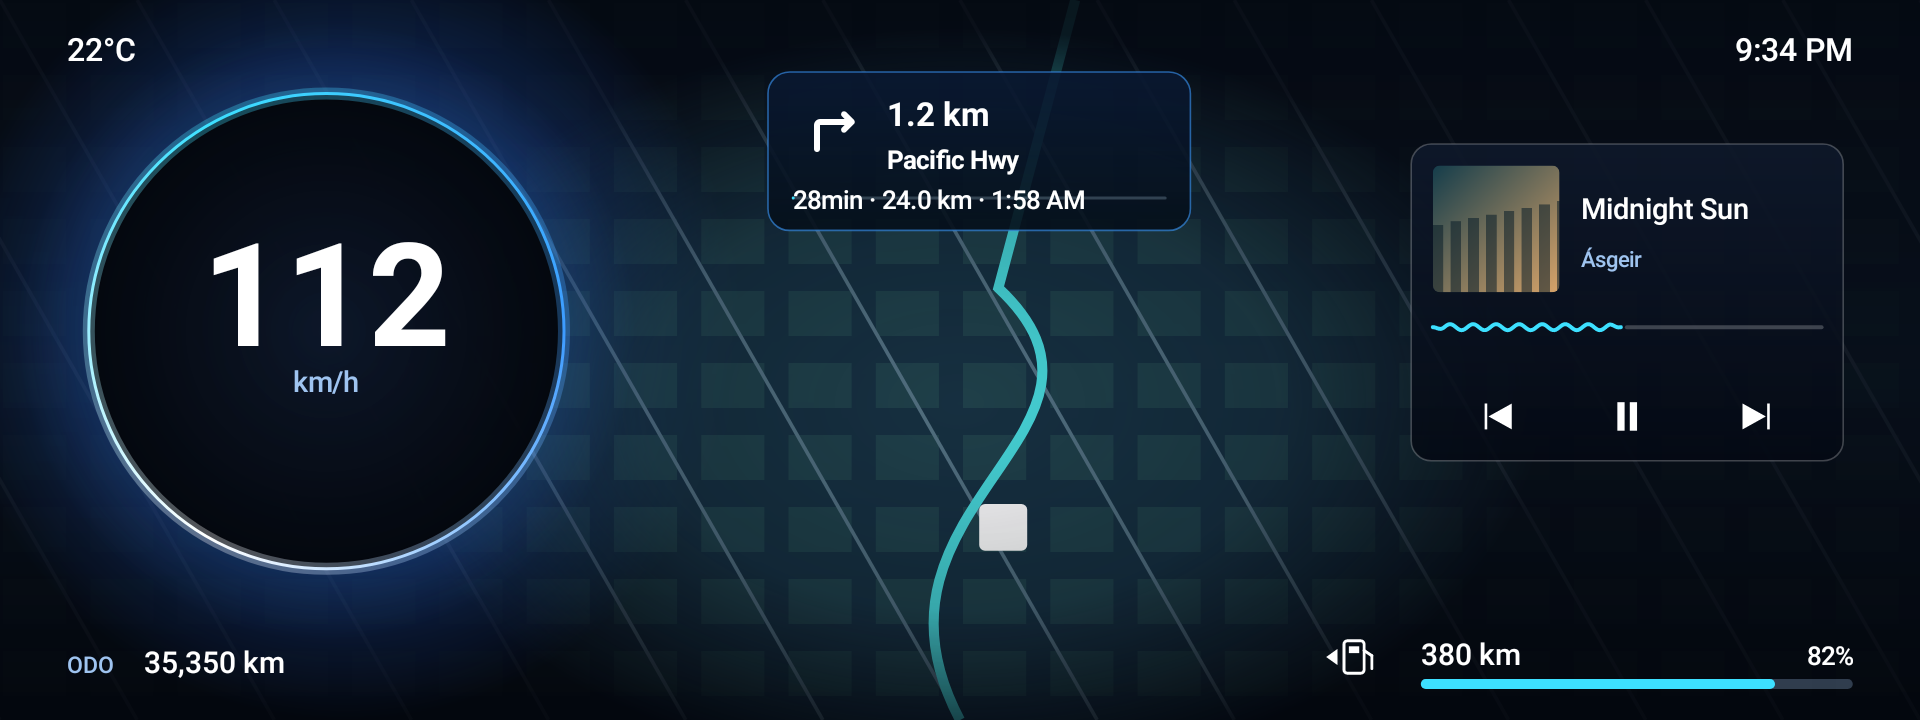 22°C
9:34 PM
1.2 km
Pacific Hwy
28min · 24.0 km · 1:58 AM
112
km/h
Midnight Sun
Ásgeir
ODO 35,350 km
380 km 82%